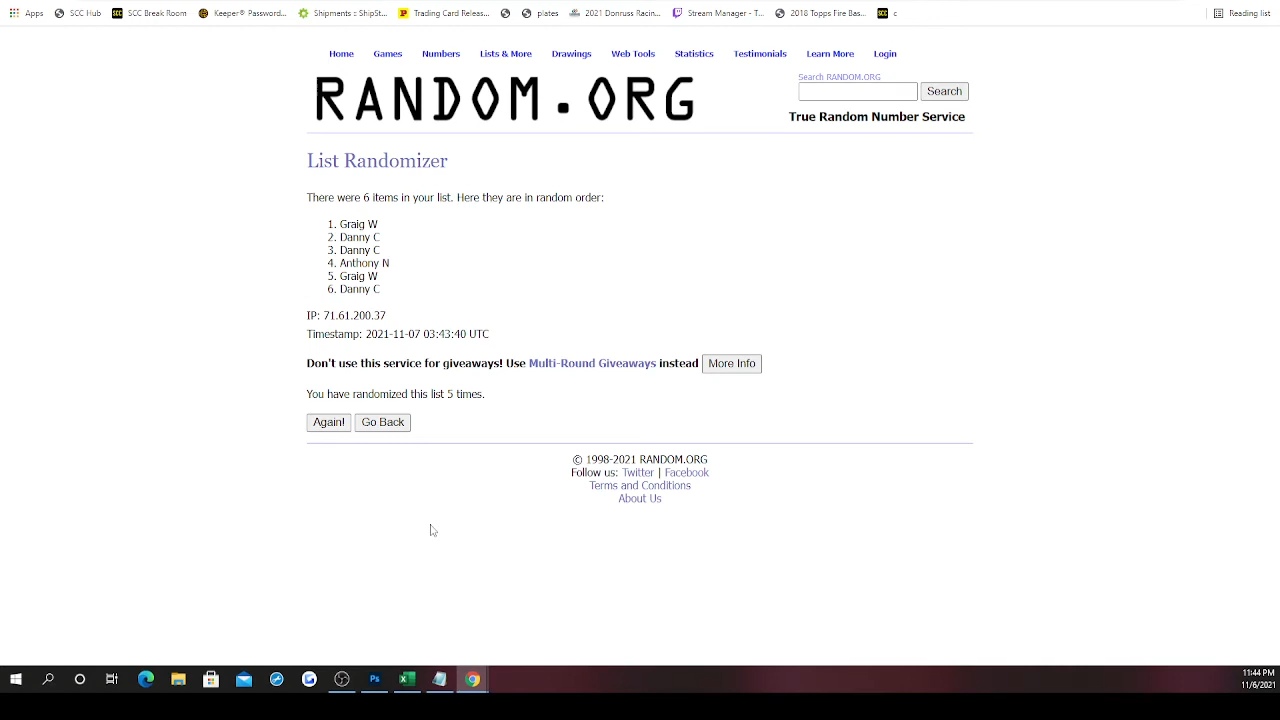 Apps SCC Hub SCC Break Room Keeper® Password... Shipments :: ShipSt... Trading Card Releas... plates 2021 Donruss Racin... Stream Manager - T... 2018 Topps Fire Bas... c Reading list
Home Games Numbers Lists & More Drawings Web Tools Statistics Testimonials Learn More Login
RANDOM.ORG
Search RANDOM.ORG
Search
True Random Number Service
List Randomizer
There were 6 items in your list. Here they are in random order:
1. Graig W
2. Danny C
3. Danny C
4. Anthony N
5. Graig W
6. Danny C
IP: 71.61.200.37
Timestamp: 2021-11-07 03:43:40 UTC
Don't use this service for giveaways! Use Multi-Round Giveaways instead More Info
You have randomized this list 5 times.
Again! Go Back
© 1998-2021 RANDOM.ORG
Follow us: Twitter | Facebook
Terms and Conditions
About Us
11:44 PM
11/6/2021